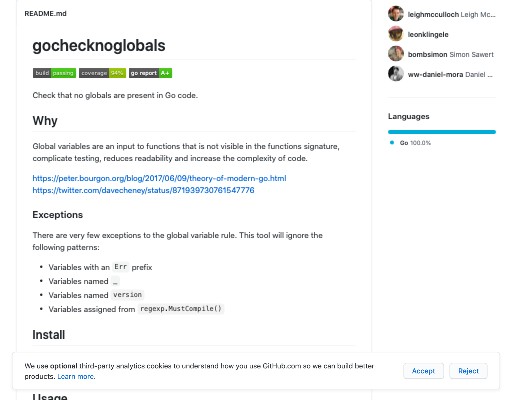 README.md
gochecknoglobals
build passing coverage 94% go report A+
Check that no globals are present in Go code.
Why
Global variables are an input to functions that is not visible in the functions signature,
complicate testing, reduces readability and increase the complexity of code.
https://peter.bourgon.org/blog/2017/06/09/theory-of-modern-go.html
https://twitter.com/davecheney/status/871939730761547776
Exceptions
There are very few exceptions to the global variable rule. This tool will ignore the
following patterns:
• Variables with an Err prefix
• Variables named _
• Variables named version
• Variables assigned from regexp.MustCompile()
Install
Usage
leighmcculloch Leigh Mc...
leonklingele
bombsimon Simon Sawert
ww-daniel-mora Daniel ...
Languages
Go 100.0%
We use optional third-party analytics cookies to understand how you use GitHub.com so we can build better
products. Learn more.
Accept
Reject